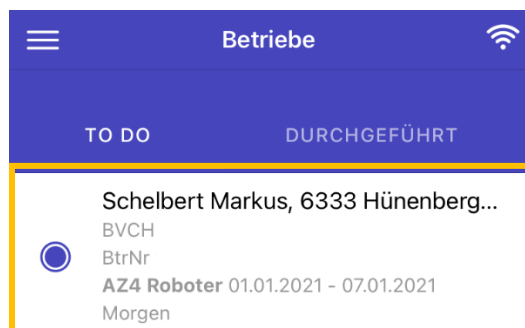 Betriebe
TO DO DURCHGEFÜHRT
Schelbert Markus, 6333 Hünenberg...
BVCH
BtrNr
AZ4 Roboter 01.01.2021 - 07.01.2021
Morgen